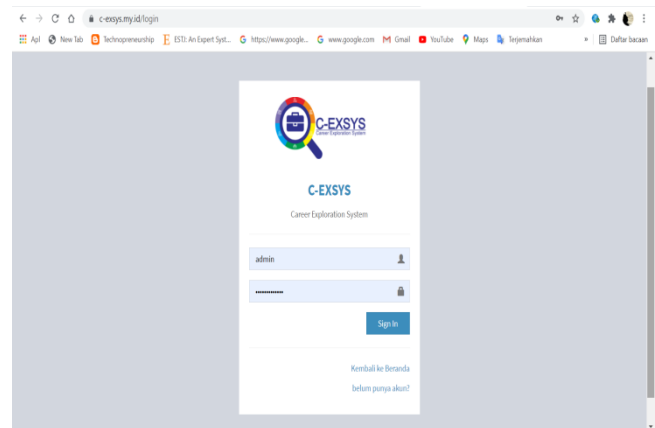 c-exsys.my.id/login
Apl New Tab Technopreneurship ESTJ: An Expert Syst... https://www.google... www.google.com Gmail YouTube Maps Terjemahkan » Daftar bacaan
C-EXSYS
Career Exploration System
C-EXSYS
Career Exploration System
admin
Sign In
Kembali ke Beranda
belum punya akun?